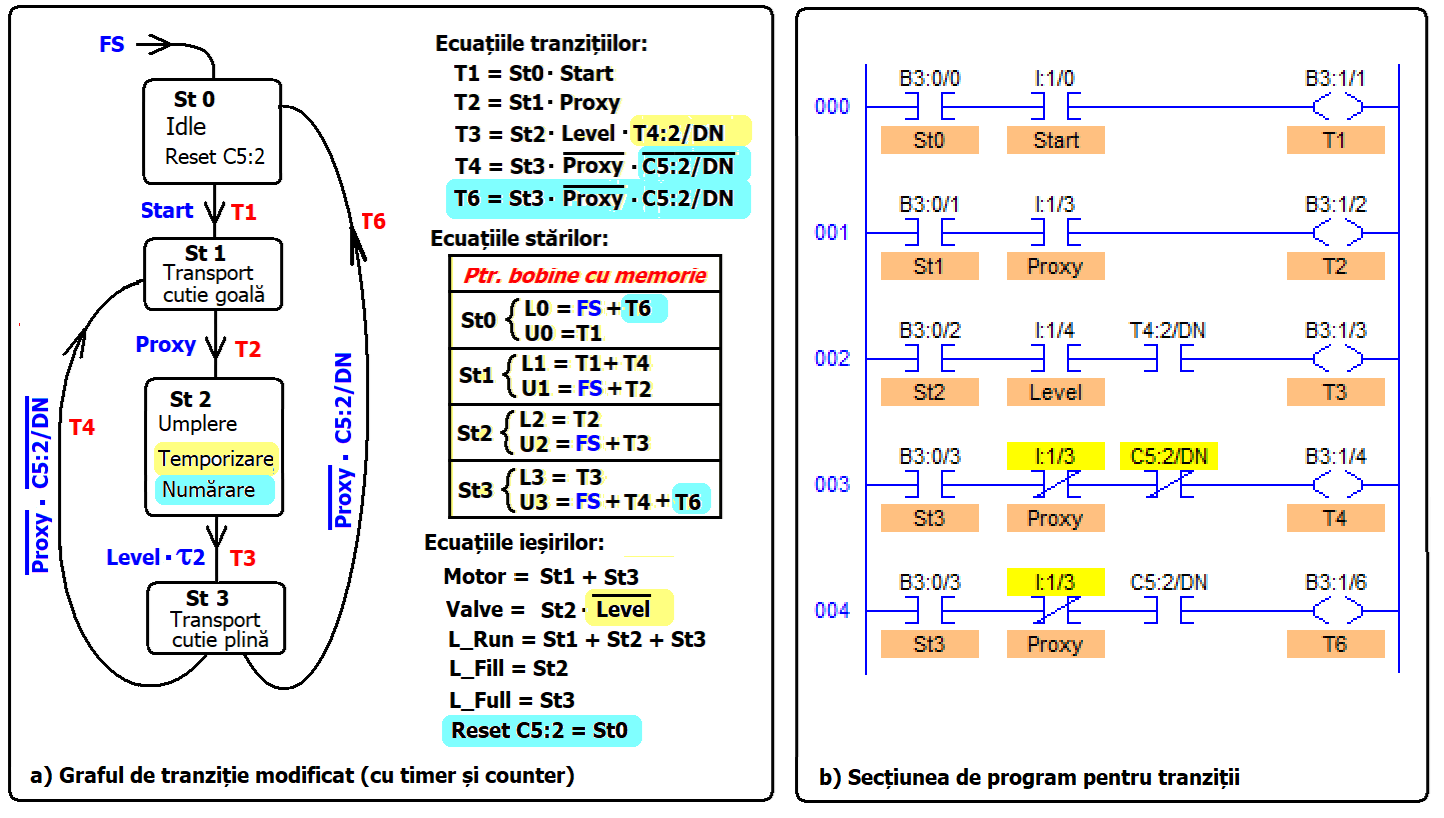 FS
St 0
Idle
Reset C5:2
Start
T1
T6
St 1
Transport
cutie goală
Proxy
T2
St 2
Umplere
Temporizare
Numărare
T4
Proxy · C5:2/DN
Proxy · C5:2/DN
Level · τ2
T3
St 3
Transport
cutie plină
Ecuațiile tranzițiilor:
T1 = St0 · Start
T2 = St1 · Proxy
T3 = St2 · Level · T4:2/DN
T4 = St3 · Proxy · C5:2/DN
T6 = St3 · Proxy · C5:2/DN
Ecuațiile stărilor:
Ptr. bobine cu memorie
St0 { L0 = FS + T6
U0 =T1
St1 { L1 = T1+ T4
U1 = FS + T2
St2 { L2 = T2
U2 = FS + T3
St3 { L3 = T3
U3 = FS + T4 + T6
Ecuațiile ieșirilor:
Motor = St1 + St3
Valve = St2 · Level
L_Run = St1 + St2 + St3
L_Fill = St2
L_Full = St3
Reset C5:2 = St0
a) Graful de tranziție modificat (cu timer și counter)
B3:0/0 I:1/0 B3:1/1
000
St0 Start T1
B3:0/1 I:1/3 B3:1/2
001
St1 Proxy T2
B3:0/2 I:1/4 T4:2/DN B3:1/3
002
St2 Level T3
B3:0/3 I:1/3 C5:2/DN B3:1/4
003
St3 Proxy T4
B3:0/3 I:1/3 C5:2/DN B3:1/6
004
St3 Proxy T6
b) Secțiunea de program pentru tranziții